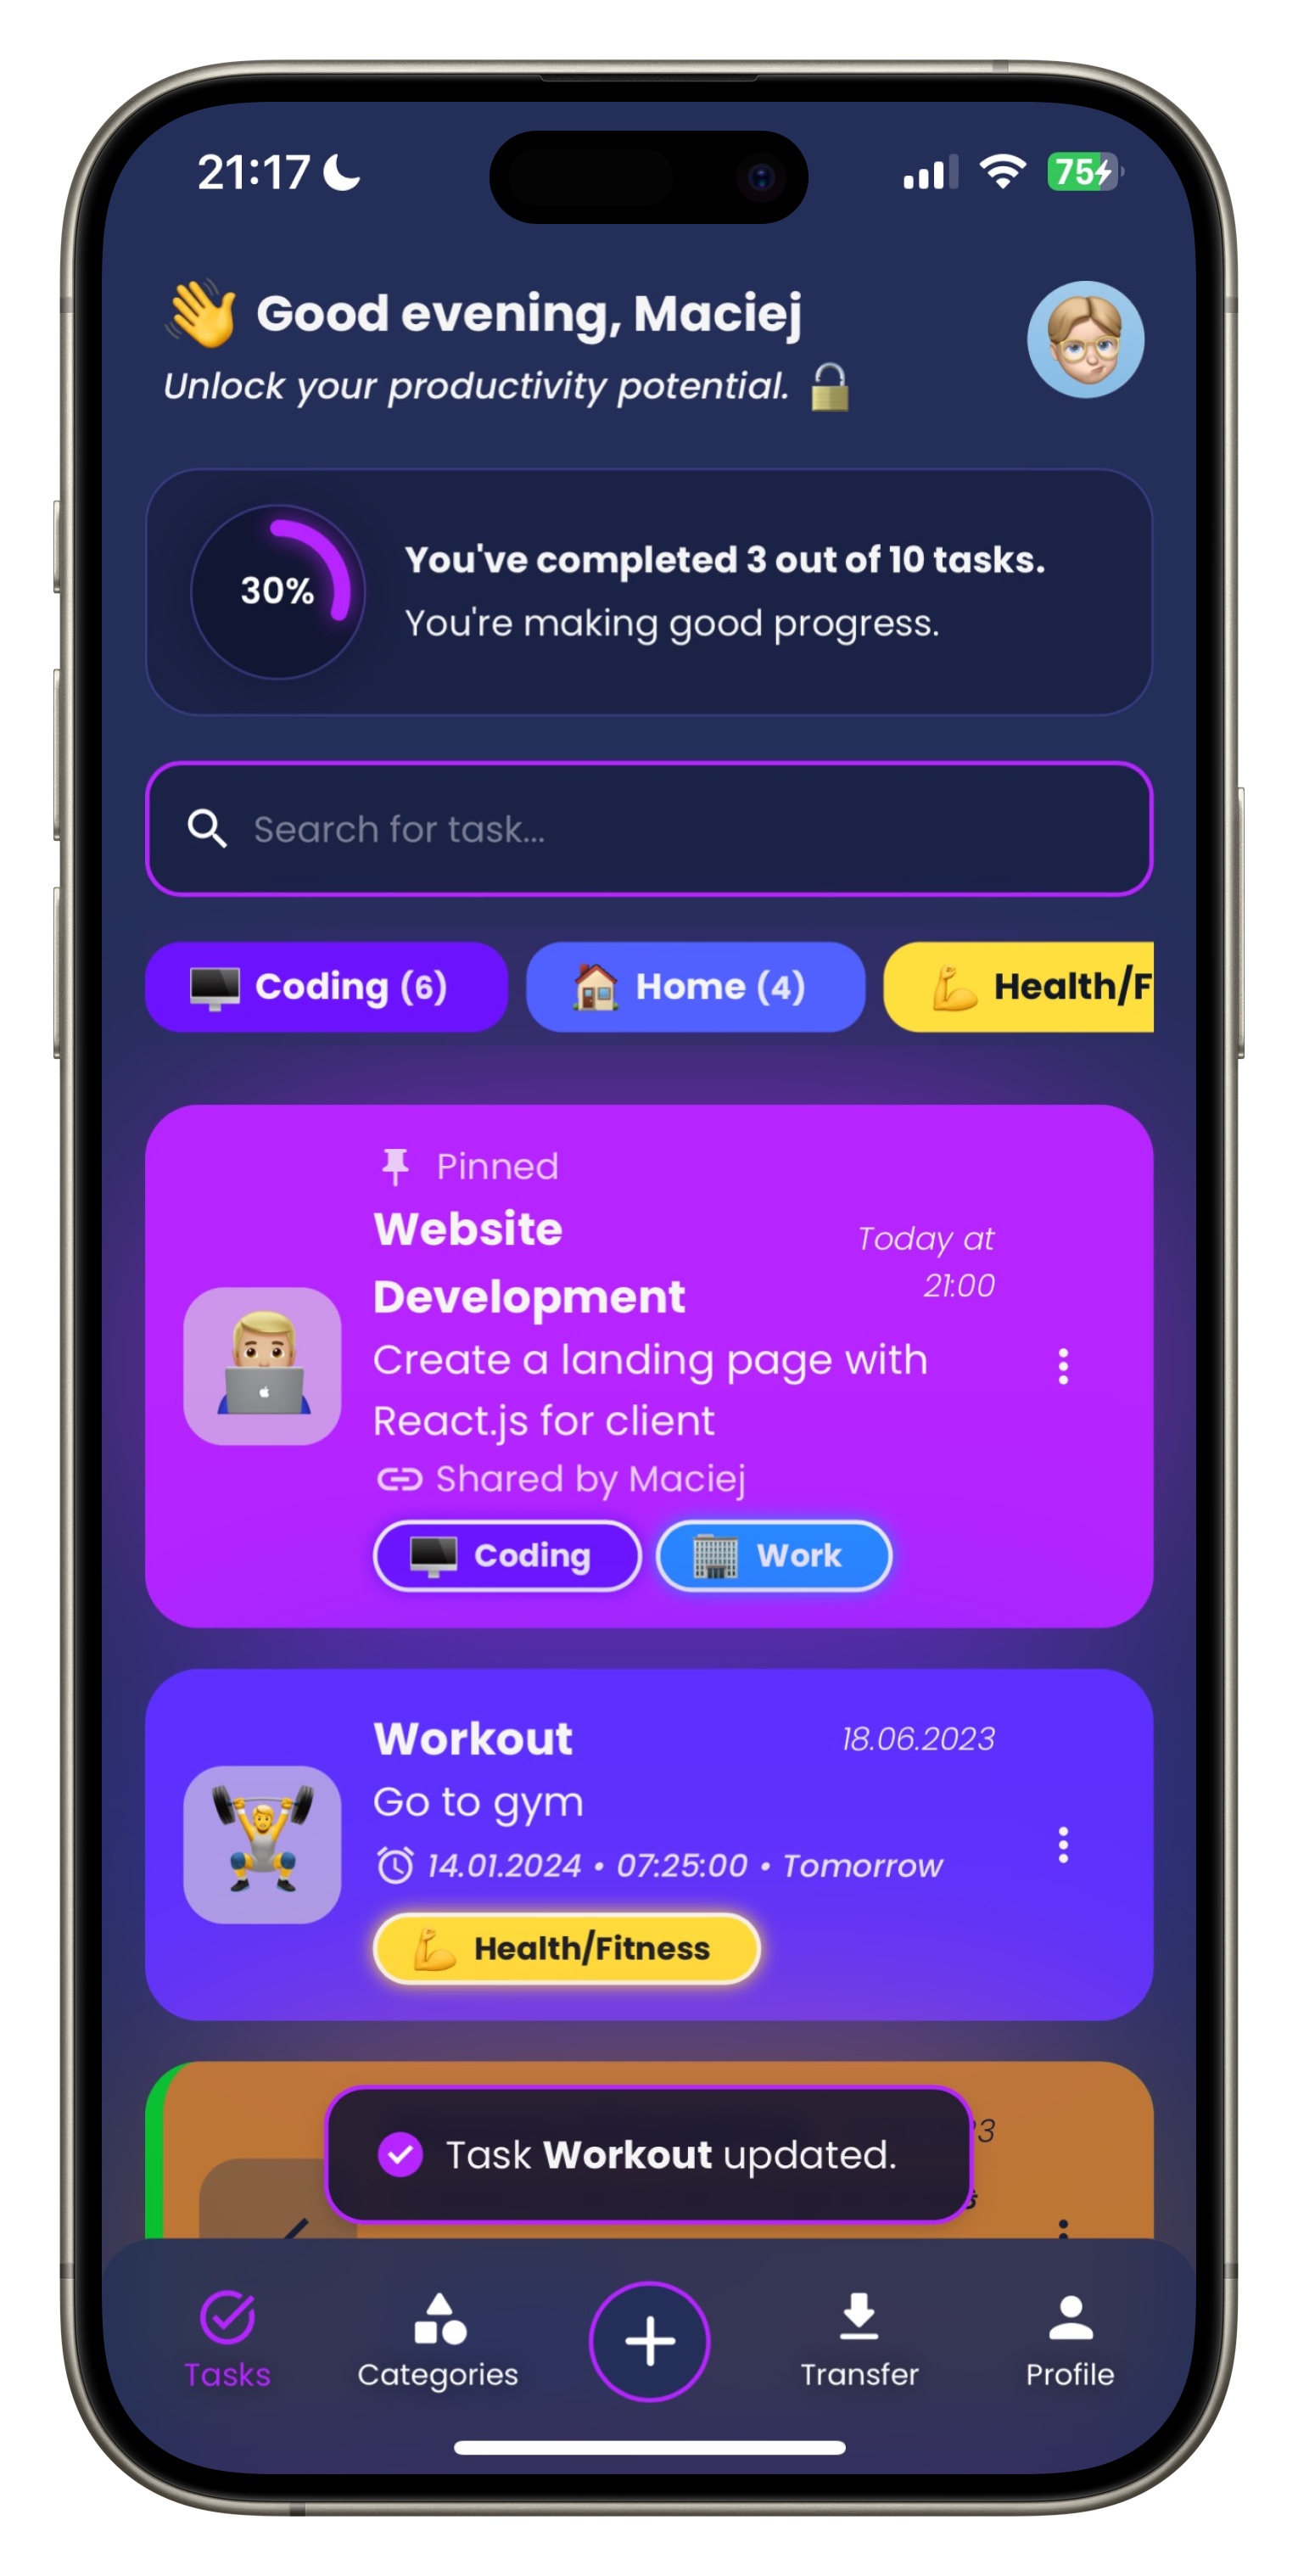 21:17
75
Good evening, Maciej
Unlock your productivity potential.
30%
You've completed 3 out of 10 tasks.
You're making good progress.
Search for task...
Coding (6)
Home (4)
Health/F
Pinned
Website
Development
Today at
21:00
Create a landing page with
React.js for client
Shared by Maciej
Coding
Work
Workout
18.06.2023
Go to gym
14.01.2024 • 07:25:00 • Tomorrow
Health/Fitness
3
Task Workout updated.
Tasks
Categories
Transfer
Profile